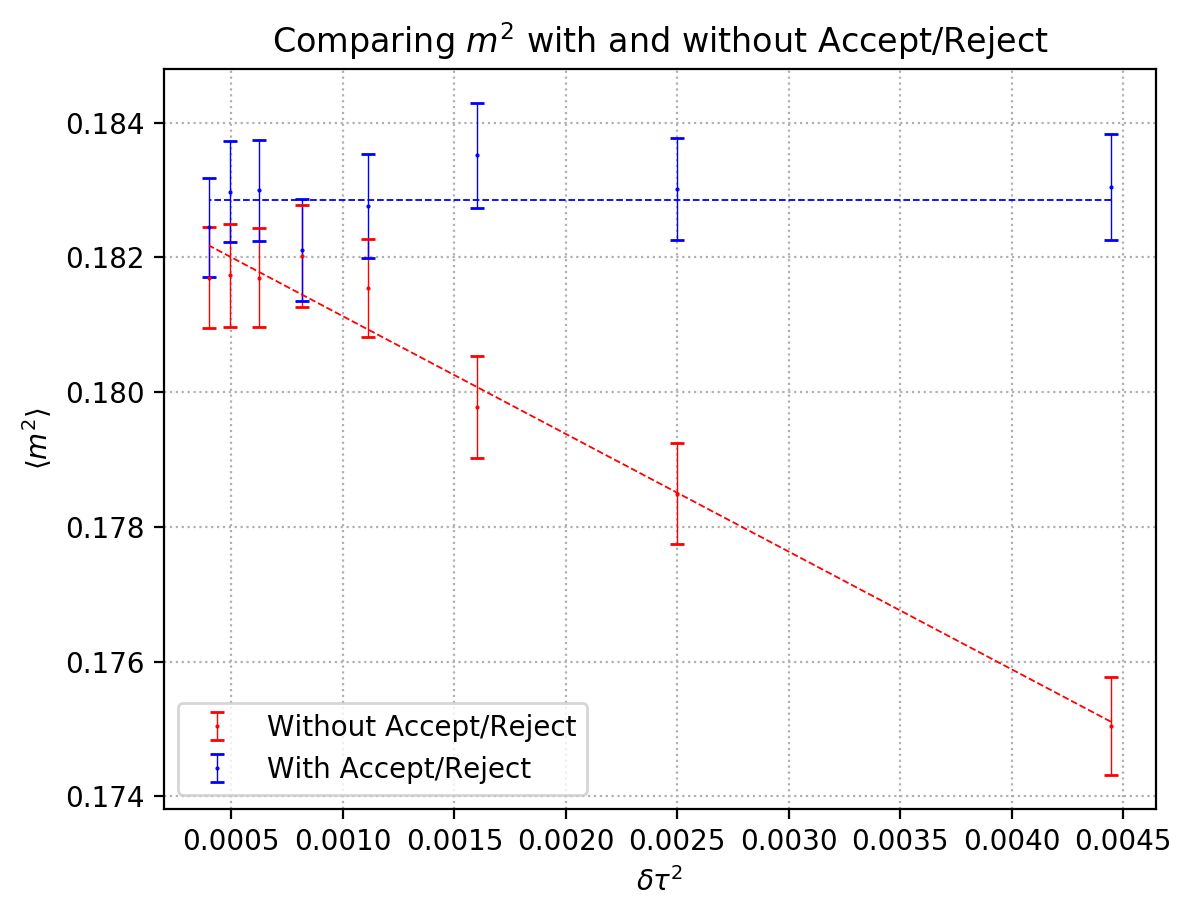 Comparing m² with and without Accept/Reject
0.184
0.182
0.180
0.178
0.176
0.174
⟨m²⟩
Without Accept/Reject
With Accept/Reject
0.0005 0.0010 0.0015 0.0020 0.0025 0.0030 0.0035 0.0040 0.0045
δτ²